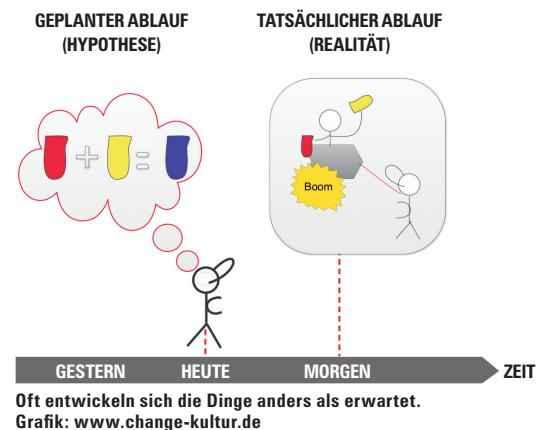 GEPLANTER ABLAUF
(HYPOTHESE)
TATSÄCHLICHER ABLAUF
(REALITÄT)
+ =
Boom
GESTERN HEUTE MORGEN ZEIT
Oft entwickeln sich die Dinge anders als erwartet.
Grafik: www.change-kultur.de